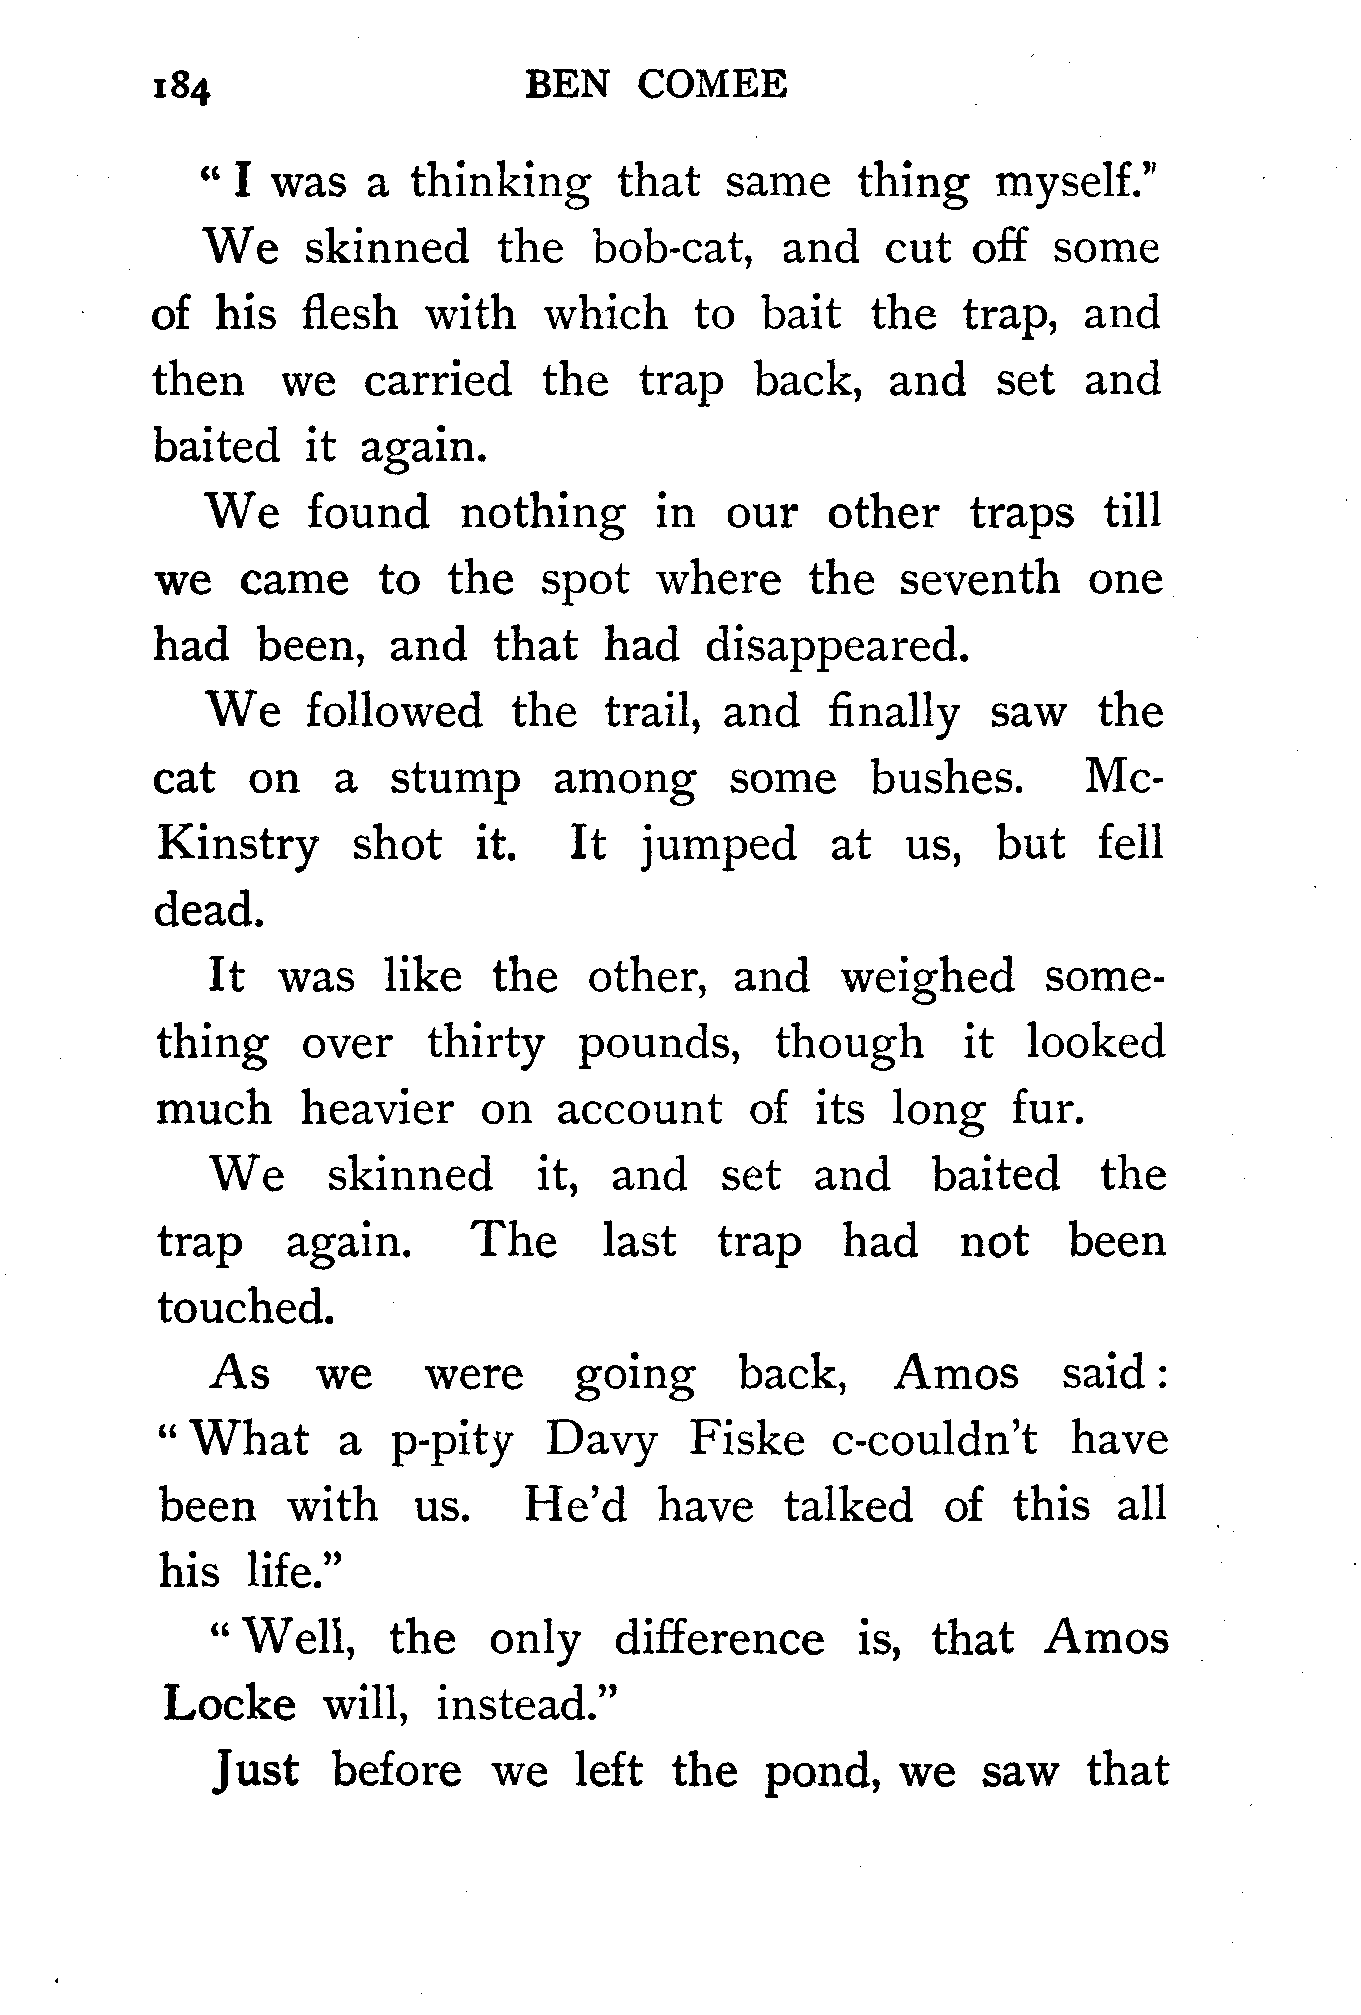 184 BEN COMEE
" I was a thinking that same thing myself."
We skinned the bob-cat, and cut off some
of his flesh with which to bait the trap, and
then we carried the trap back, and set and
baited it again.
We found nothing in our other traps till
we came to the spot where the seventh one
had been, and that had disappeared.
We followed the trail, and finally saw the
cat on a stump among some bushes. Mc-
Kinstry shot it. It jumped at us, but fell
dead.
It was like the other, and weighed some-
thing over thirty pounds, though it looked
much heavier on account of its long fur.
We skinned it, and set and baited the
trap again. The last trap had not been
touched.
As we were going back, Amos said :
" What a p-pity Davy Fiske c-couldn't have
been with us. He'd have talked of this all
his life."
" Well, the only difference is, that Amos
Locke will, instead."
Just before we left the pond, we saw that